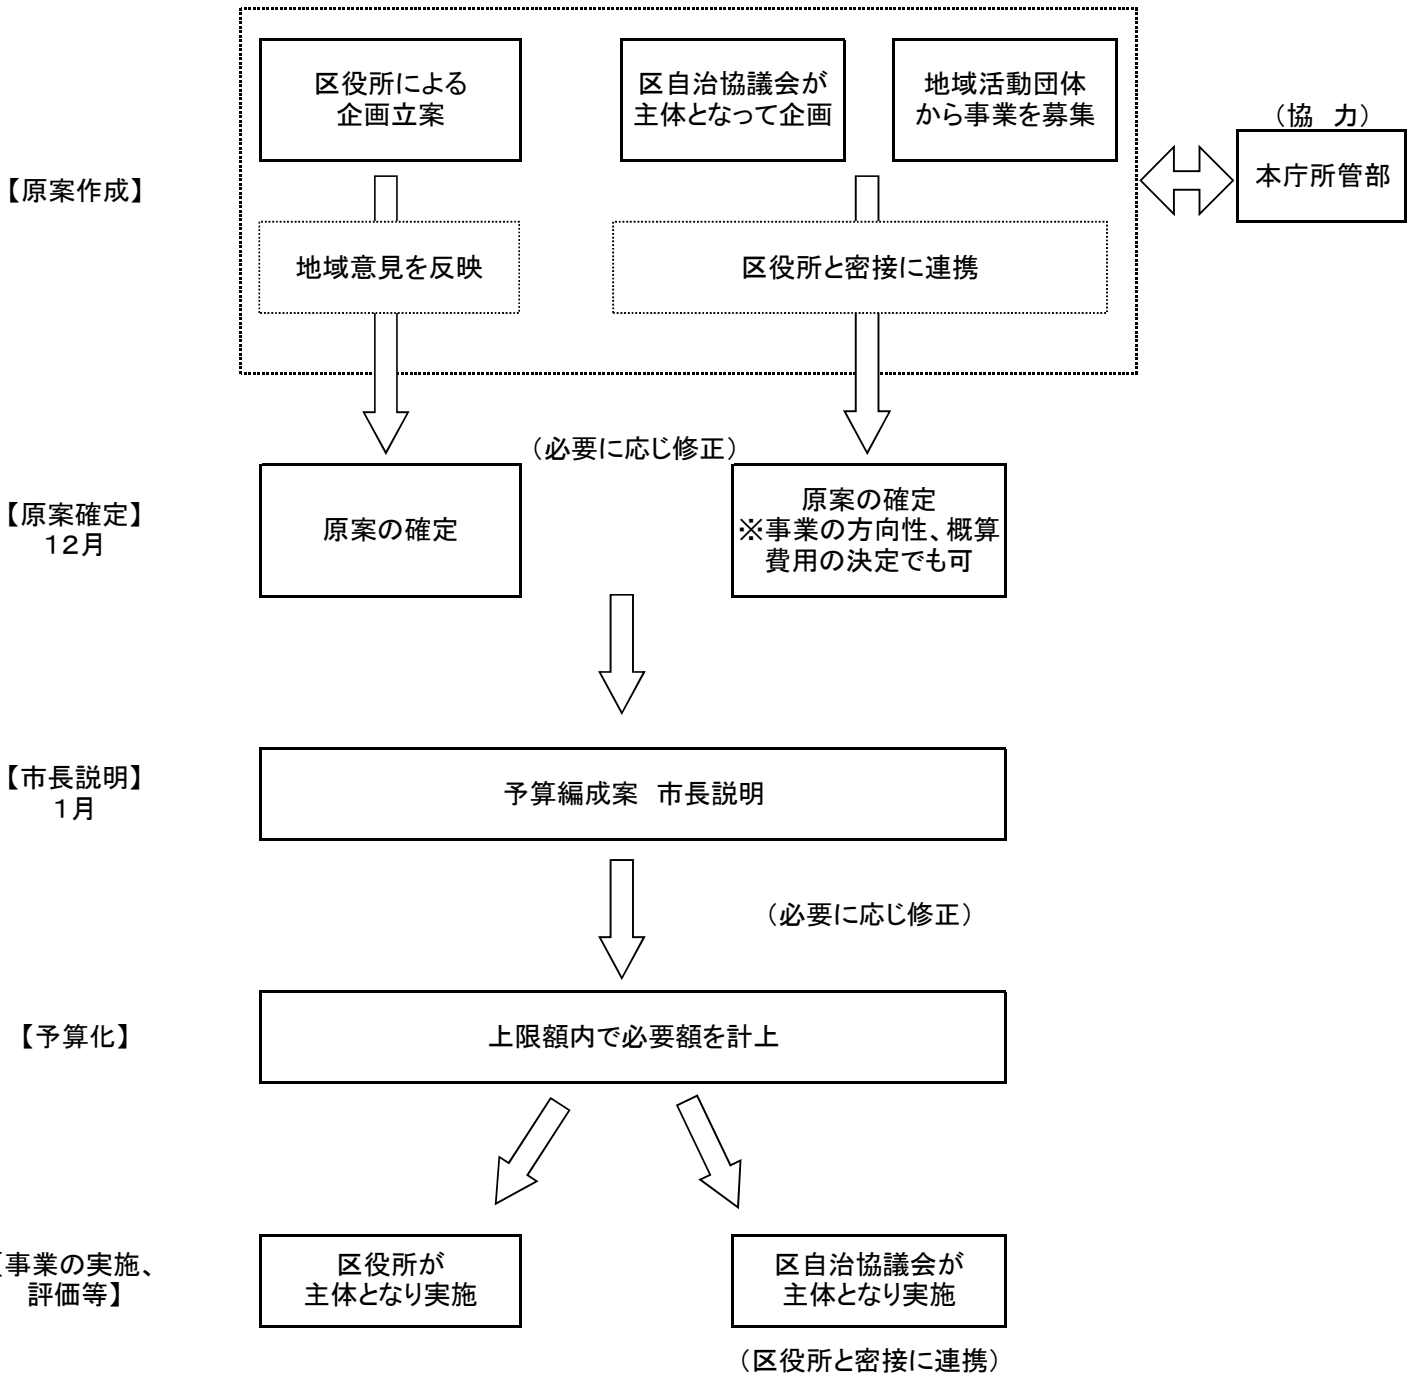 区役所による
企画立案
区自治協議会が
主体となって企画
地域活動団体
から事業を募集
（協　力）
本庁所管部
【原案作成】
地域意見を反映
区役所と密接に連携
（必要に応じ修正）
【原案確定】
１２月
原案の確定
原案の確定
※事業の方向性、概算
費用の決定でも可
【市長説明】
１月
予算編成案　市長説明
（必要に応じ修正）
【予算化】
上限額内で必要額を計上
【事業の実施、
評価等】
区役所が
主体となり実施
区自治協議会が
主体となり実施
（区役所と密接に連携）